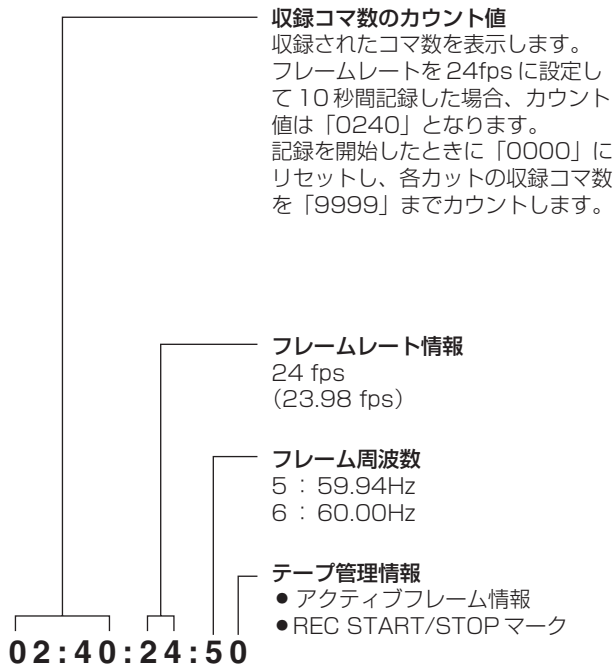 収録コマ数のカウント値
収録されたコマ数を表示します。
フレームレートを24fpsに設定し
て10秒間記録した場合、カウント
値は「0240」となります。
記録を開始したときに「0000」に
リセットし、各カットの収録コマ数
を「9999」までカウントします。
フレームレート情報
24 fps
（23.98 fps）
フレーム周波数
5 ： 59.94Hz
6 ： 60.00Hz
テープ管理情報
● アクティブフレーム情報
● REC START/STOPマーク
02:40:24:50